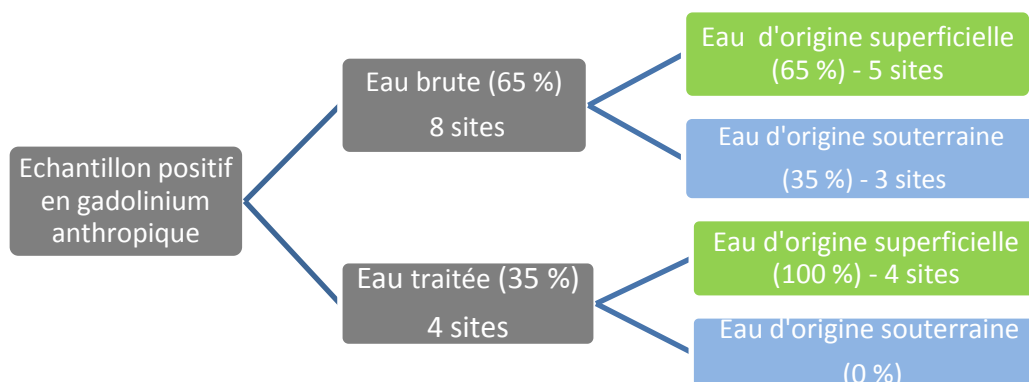 Echantillon positif
en gadolinium
anthropique
Eau brute (65 %)
8 sites
Eau d'origine superficielle
(65 %) - 5 sites
Eau d'origine souterraine
(35 %) - 3 sites
Eau traitée (35 %)
4 sites
Eau d'origine superficielle
(100 %) - 4 sites
Eau d'origine souterraine
(0 %)